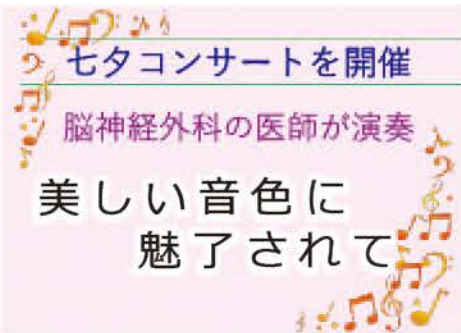 七夕コンサートを開催
脳神経外科の医師が演奏
美しい音色に
魅了されて